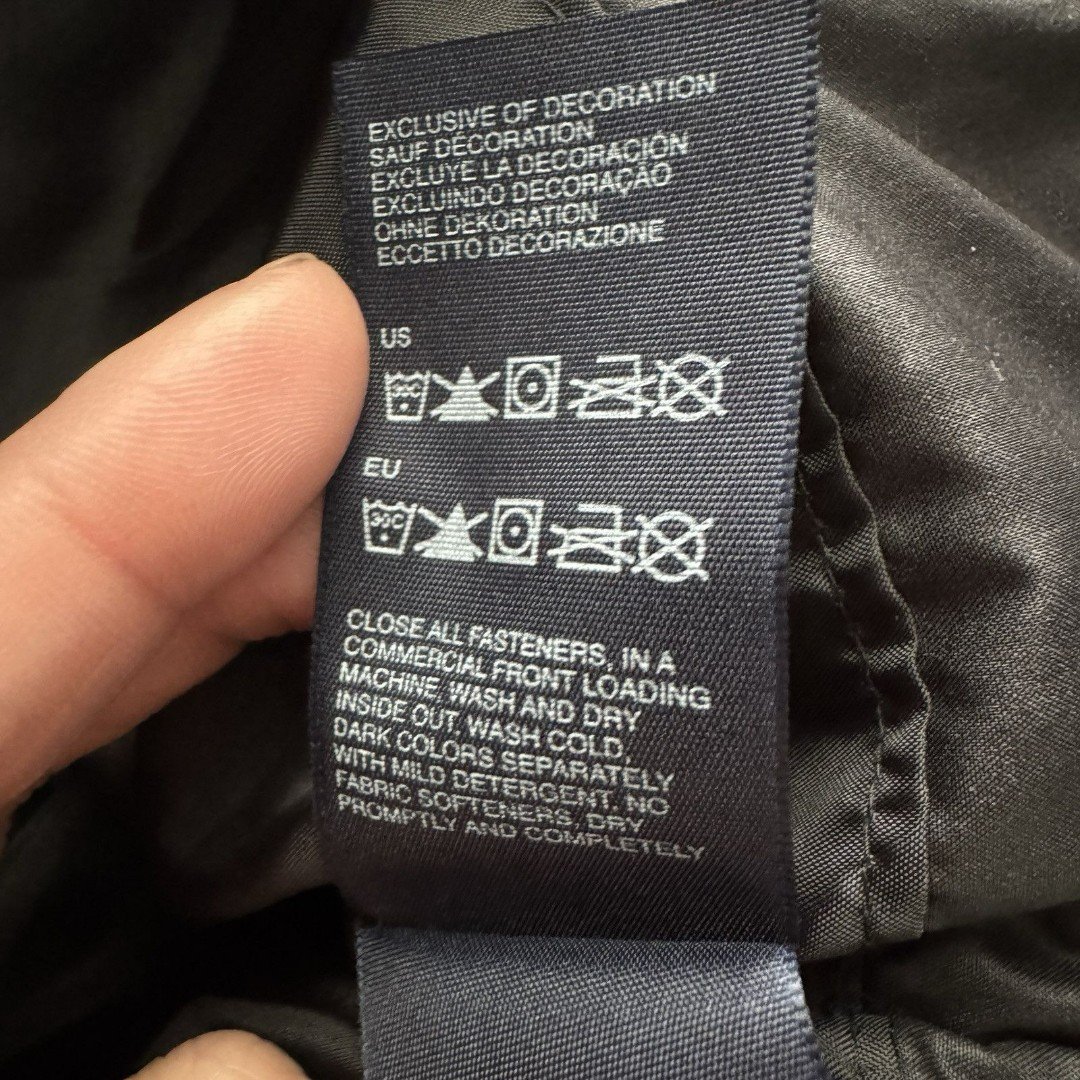 EXCLUSIVE OF DECORATION
SAUF DECORATION
EXCLUYE LA DECORACIÓN
EXCLUINDO DECORAÇAO
OHNE DEKORATION
ECCETTO DECORAZIONE
US
EU
30C
CLOSE ALL FASTENERS, IN A
COMMERCIAL FRONT LOADING
MACHINE, WASH AND DRY
INSIDE OUT, WASH COLD,
DARK COLORS SEPARATELY
WITH MILD DETERGENT. NO
FABRIC SOFTENERS, DRY
PROMPTLY AND COMPLETELY